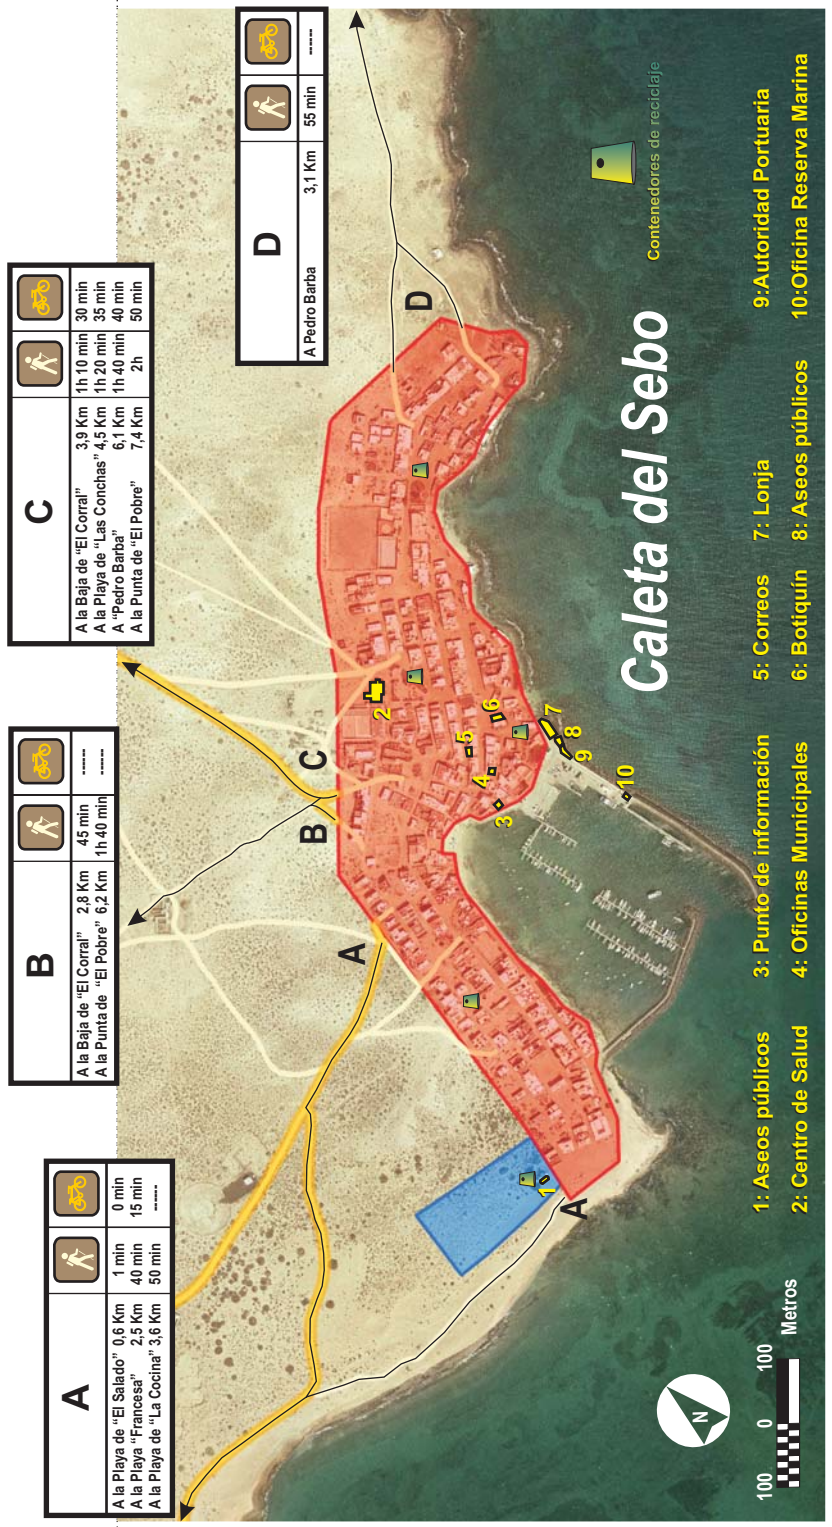 A
A la Playa de “El Salado” 0,6 Km 1 min 0 min
A la Playa “Francesa” 2,5 Km 40 min 15 min
A la Playa de “La Cocina” 3,6 Km 50 min ------
B
A la Baja de “El Corral” 2,8 Km 45 min ------
A la Punta de “El Pobre” 6,2 Km 1h 40 min ------
C
A la Baja de “El Corral” 3,9 Km 1h 10 min 30 min
A la Playa de “Las Conchas” 4,5 Km 1h 20 min 35 min
A “Pedro Barba” 6,1 Km 1h 40 min 40 min
A la Punta de “El Pobre” 7,4 Km 2h 50 min
D
A Pedro Barba 3,1 Km 55 min ------
A
A
B
C
D
1
2
3
4
5
6
7
8
9
10
Caleta del Sebo
Contenedores de reciclaje
N
100 0 100
Metros
1: Aseos públicos
2: Centro de Salud
3: Punto de información
4: Oficinas Municipales
5: Correos
6: Botiquín
7: Lonja
8: Aseos públicos
9:Autoridad Portuaria
10:Oficina Reserva Marina